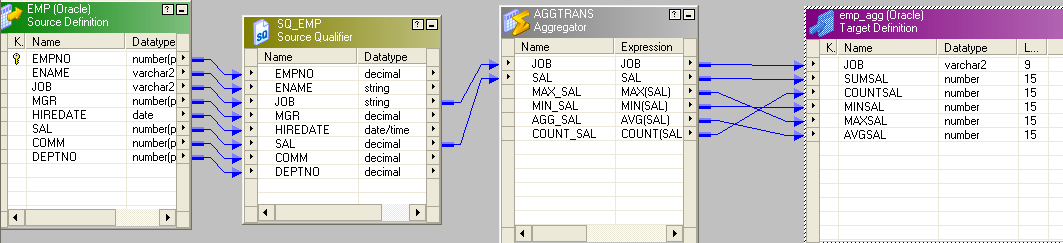 EMP (Oracle)
Source Definition
K. Name Datatype
EMPNO number(p
ENAME varchar2
JOB varchar2
MGR number(p
HIREDATE date
SAL number(p
COMM number(p
DEPTNO number(p
SQ_EMP
Source Qualifier
SQ
Name Datatype
EMPNO decimal
ENAME string
JOB string
MGR decimal
HIREDATE date/time
SAL decimal
COMM decimal
DEPTNO decimal
AGGTRANS
Aggregator
Name Expression
JOB JOB
SAL SAL
MAX_SAL MAX(SAL)
MIN_SAL MIN(SAL)
AGG_SAL AVG(SAL)
COUNT_SAL COUNT(SAL
emp_agg (Oracle)
Target Definition
K. Name Datatype L...
JOB varchar2 9
SUMSAL number 15
COUNTSAL number 15
MINSAL number 15
MAXSAL number 15
AVGSAL number 15